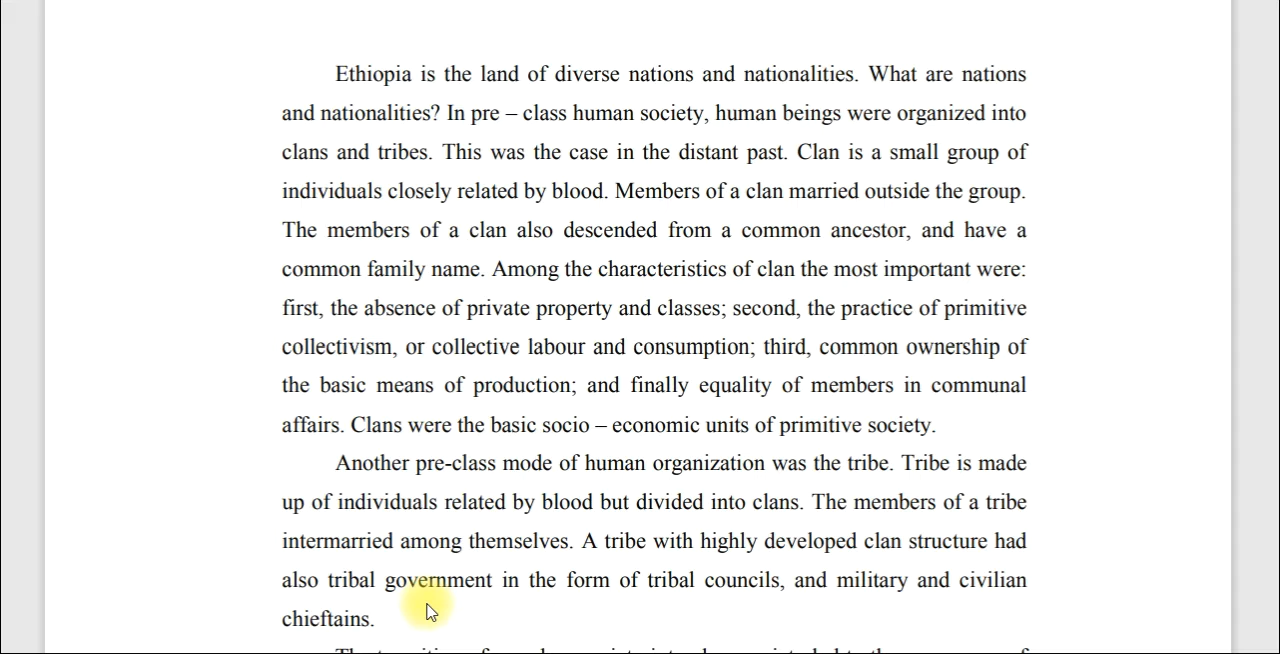 Ethiopia is the land of diverse nations and nationalities. What are nations
and nationalities? In pre – class human society, human beings were organized into
clans and tribes. This was the case in the distant past. Clan is a small group of
individuals closely related by blood. Members of a clan married outside the group.
The members of a clan also descended from a common ancestor, and have a
common family name. Among the characteristics of clan the most important were:
first, the absence of private property and classes; second, the practice of primitive
collectivism, or collective labour and consumption; third, common ownership of
the basic means of production; and finally equality of members in communal
affairs. Clans were the basic socio – economic units of primitive society.
Another pre-class mode of human organization was the tribe. Tribe is made
up of individuals related by blood but divided into clans. The members of a tribe
intermarried among themselves. A tribe with highly developed clan structure had
also tribal government in the form of tribal councils, and military and civilian
chieftains.